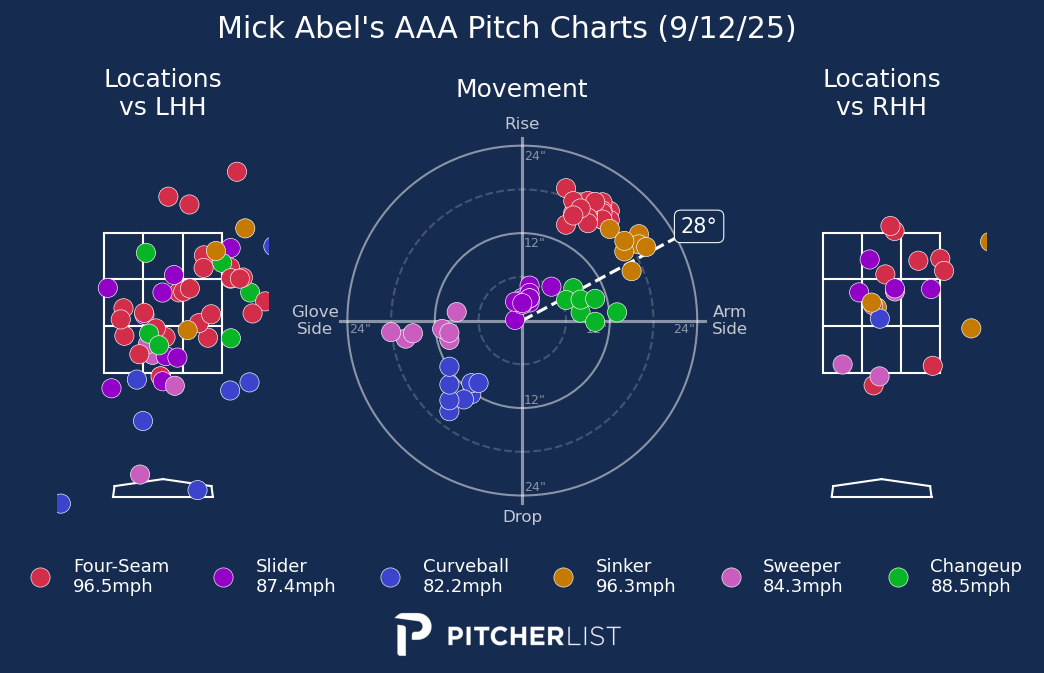 Mick Abel's AAA Pitch Charts (9/12/25)
Locations
vs LHH
Movement
Locations
vs RHH
Rise
24"
28°
12"
Glove
Side
24"
24"
Arm
Side
12"
24"
Drop
Four-Seam
96.5mph
Slider
87.4mph
Curveball
82.2mph
Sinker
96.3mph
Sweeper
84.3mph
Changeup
88.5mph
PITCHERLIST